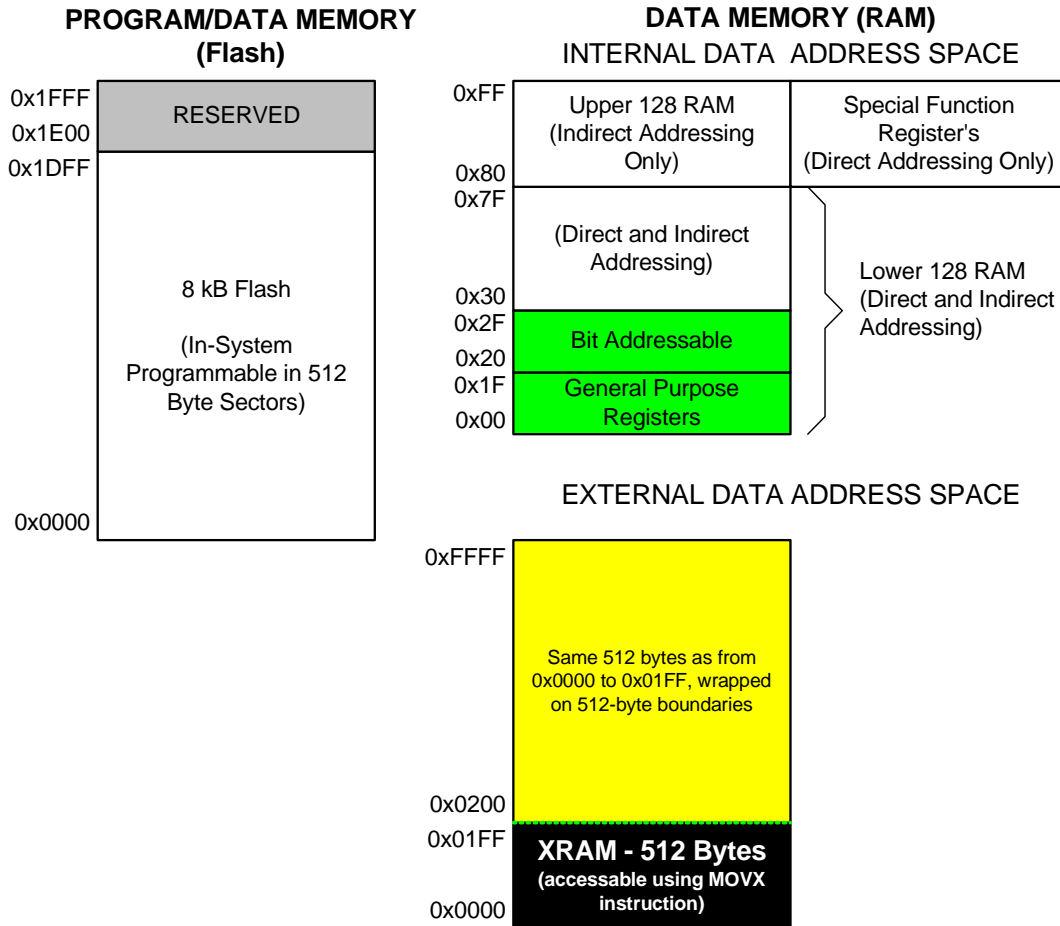 PROGRAM/DATA MEMORY
(Flash)
0x1FFF
RESERVED
0x1E00
0x1DFF
8 kB Flash
(In-System
Programmable in 512
Byte Sectors)
0x0000
DATA MEMORY (RAM)
INTERNAL DATA ADDRESS SPACE
0xFF
Upper 128 RAM
(Indirect Addressing
Only)
0x80
Special Function
Register's
(Direct Addressing Only)
0x7F
(Direct and Indirect
Addressing)
0x30
0x2F
Bit Addressable
0x20
0x1F
General Purpose
Registers
0x00
Lower 128 RAM
(Direct and Indirect
Addressing)
EXTERNAL DATA ADDRESS SPACE
0xFFFF
Same 512 bytes as from
0x0000 to 0x01FF, wrapped
on 512-byte boundaries
0x0200
0x01FF
XRAM - 512 Bytes
(accessable using MOVX
instruction)
0x0000